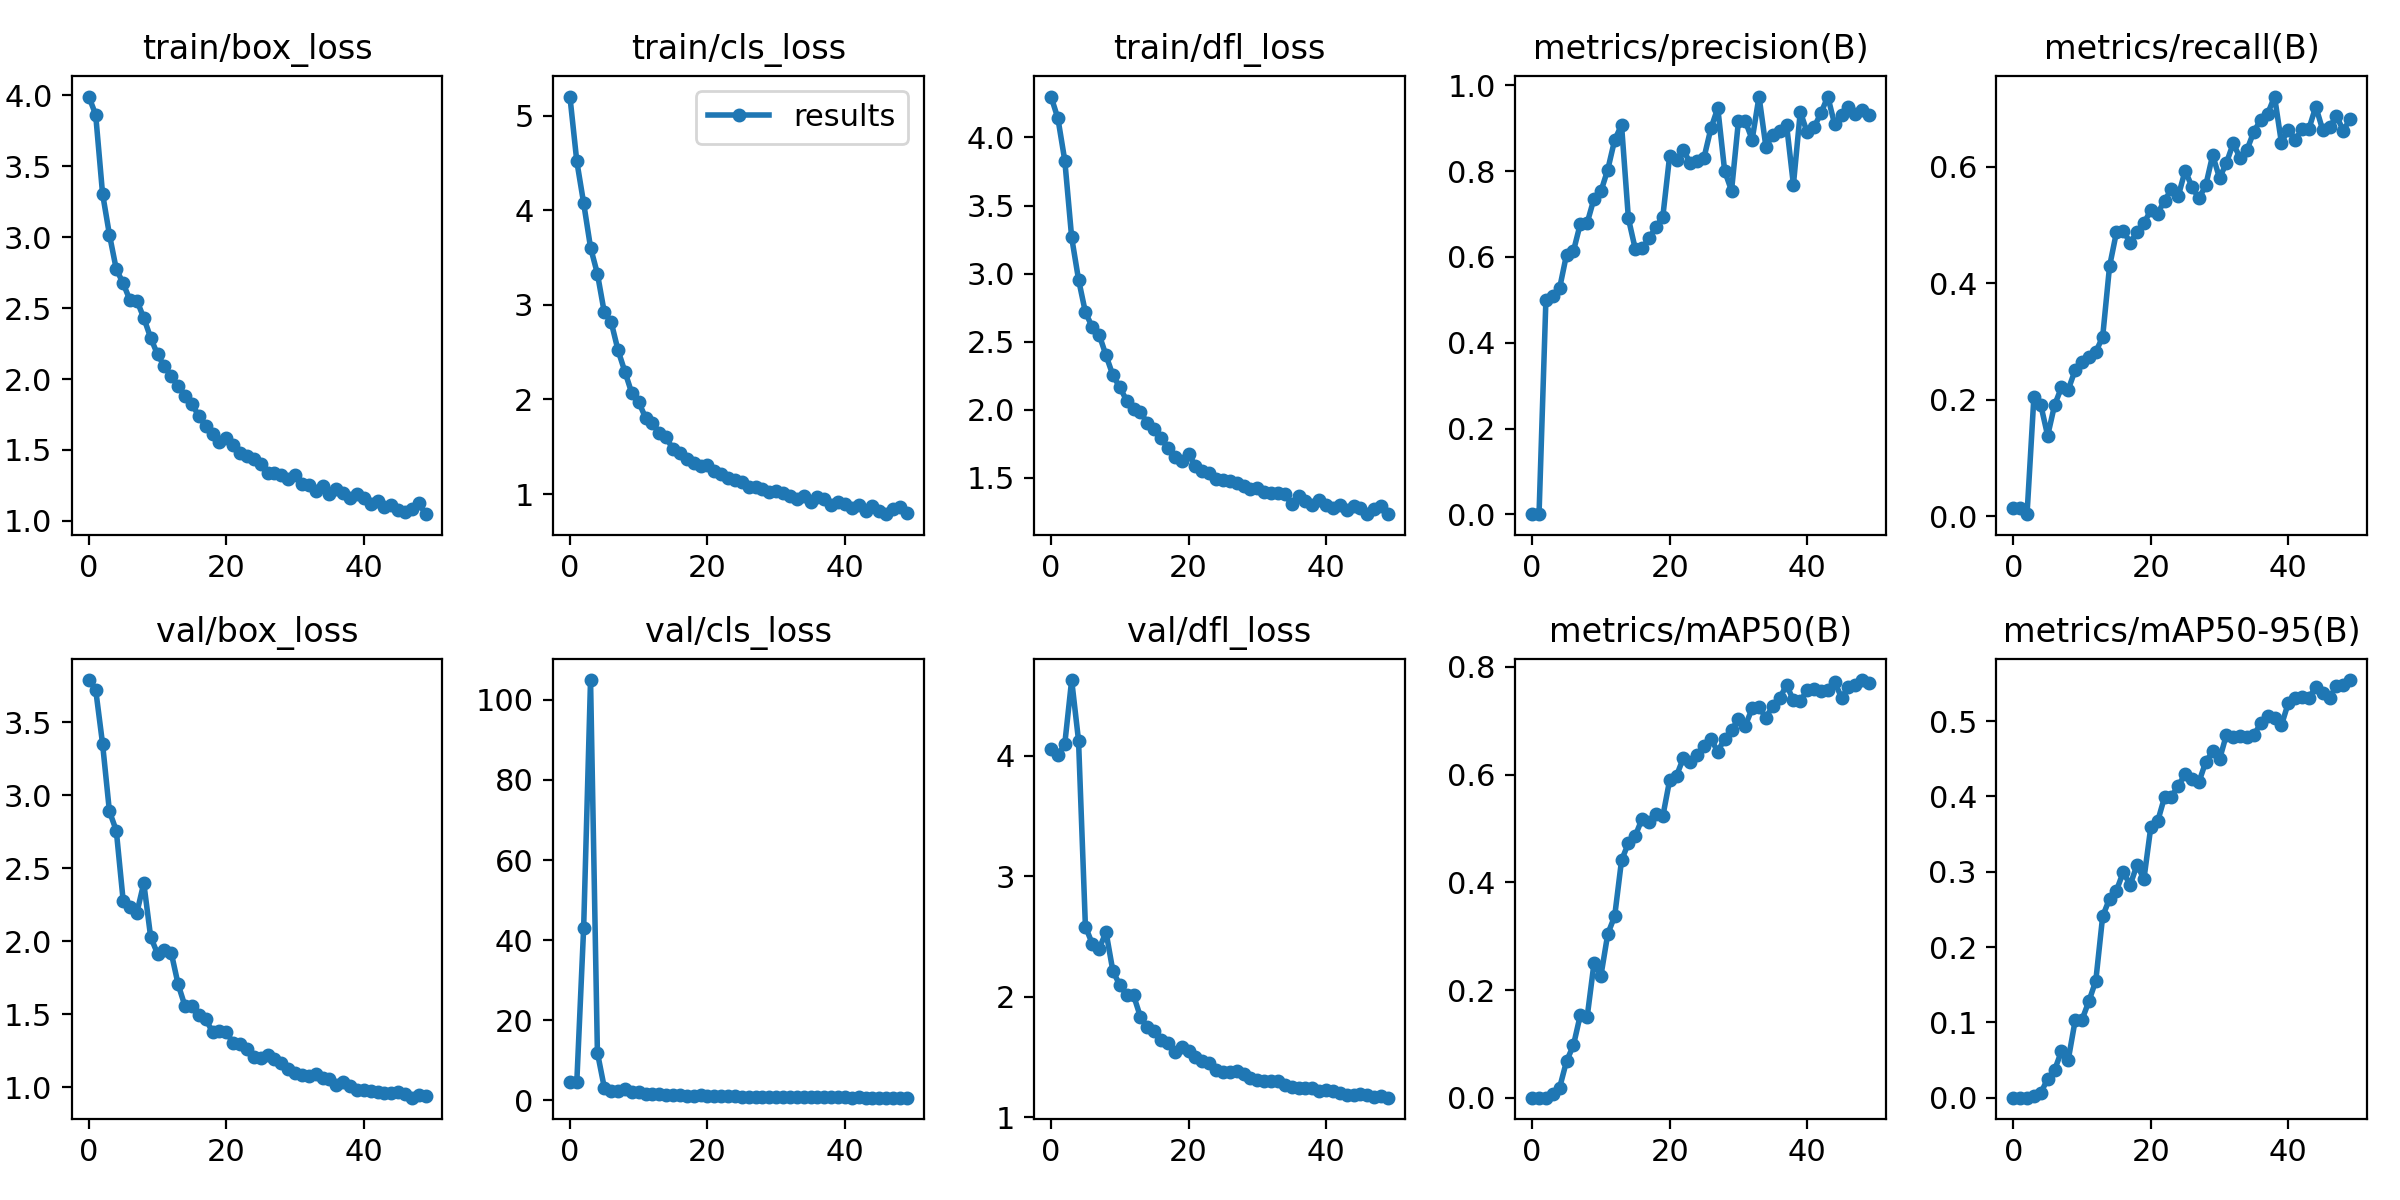 train/box_loss
train/cls_loss
train/dfl_loss
metrics/precision(B)
metrics/recall(B)
4.0
3.5
3.0
2.5
2.0
1.5
1.0
0 20 40
results
5
4
3
2
1
0 20 40
4.0
3.5
3.0
2.5
2.0
1.5
0 20 40
1.0
0.8
0.6
0.4
0.2
0.0
0 20 40
0.6
0.4
0.2
0.0
0 20 40
val/box_loss
val/cls_loss
val/dfl_loss
metrics/mAP50(B)
metrics/mAP50-95(B)
3.5
3.0
2.5
2.0
1.5
1.0
0 20 40
100
80
60
40
20
0
0 20 40
4
3
2
1
0 20 40
0.8
0.6
0.4
0.2
0.0
0 20 40
0.5
0.4
0.3
0.2
0.1
0.0
0 20 40